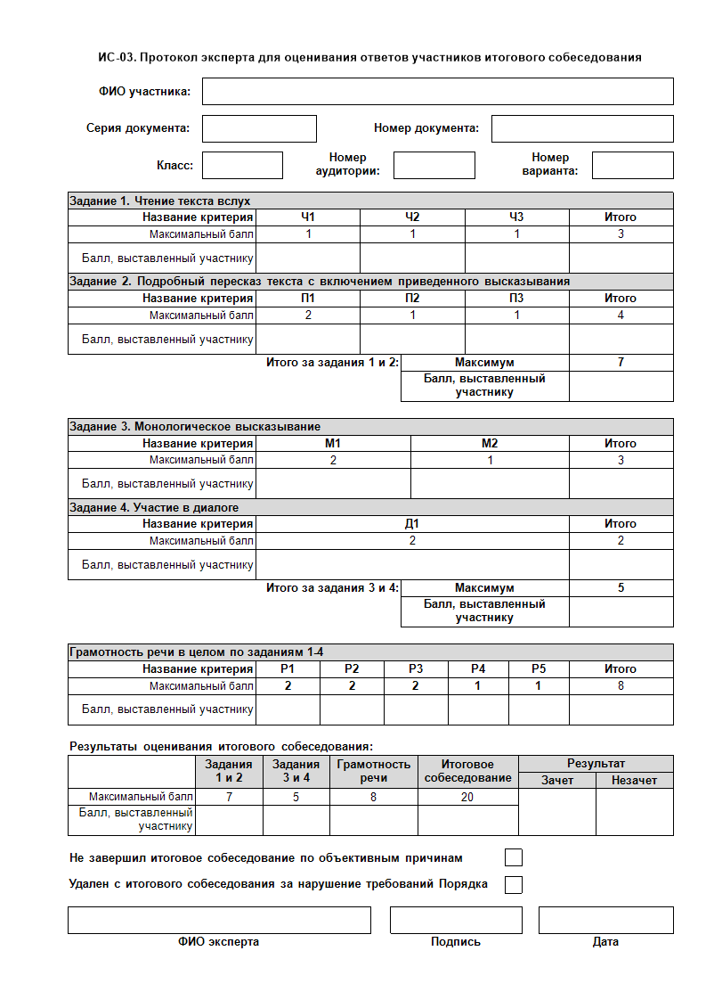 ИС-03. Протокол эксперта для оценивания ответов участников итогового собеседования
ФИО участника:
Серия документа: Номер документа:
Класс: Номер аудитории: Номер варианта:
Задание 1. Чтение текста вслух
Название критерия Ч1 Ч2 Ч3 Итого
Максимальный балл 1 1 1 3
Балл, выставленный участнику
Задание 2. Подробный пересказ текста с включением приведенного высказывания
Название критерия П1 П2 П3 Итого
Максимальный балл 2 1 1 4
Балл, выставленный участнику
Итого за задания 1 и 2: Максимум 7
Балл, выставленный
участнику
Задание 3. Монологическое высказывание
Название критерия М1 М2 Итого
Максимальный балл 2 1 3
Балл, выставленный участнику
Задание 4. Участие в диалоге
Название критерия Д1 Итого
Максимальный балл 2 2
Балл, выставленный участнику
Итого за задания 3 и 4: Максимум 5
Балл, выставленный
участнику
Грамотность речи в целом по заданиям 1-4
Название критерия Р1 Р2 Р3 Р4 Р5 Итого
Максимальный балл 2 2 2 1 1 8
Балл, выставленный участнику
Результаты оценивания итогового собеседования:
Задания 1 и 2 Задания 3 и 4 Грамотность речи Итоговое собеседование Результат
Зачет Незачет
Максимальный балл 7 5 8 20
Балл, выставленный
участнику
Не завершил итоговое собеседование по объективным причинам
Удален с итогового собеседования за нарушение требований Порядка
ФИО эксперта Подпись Дата